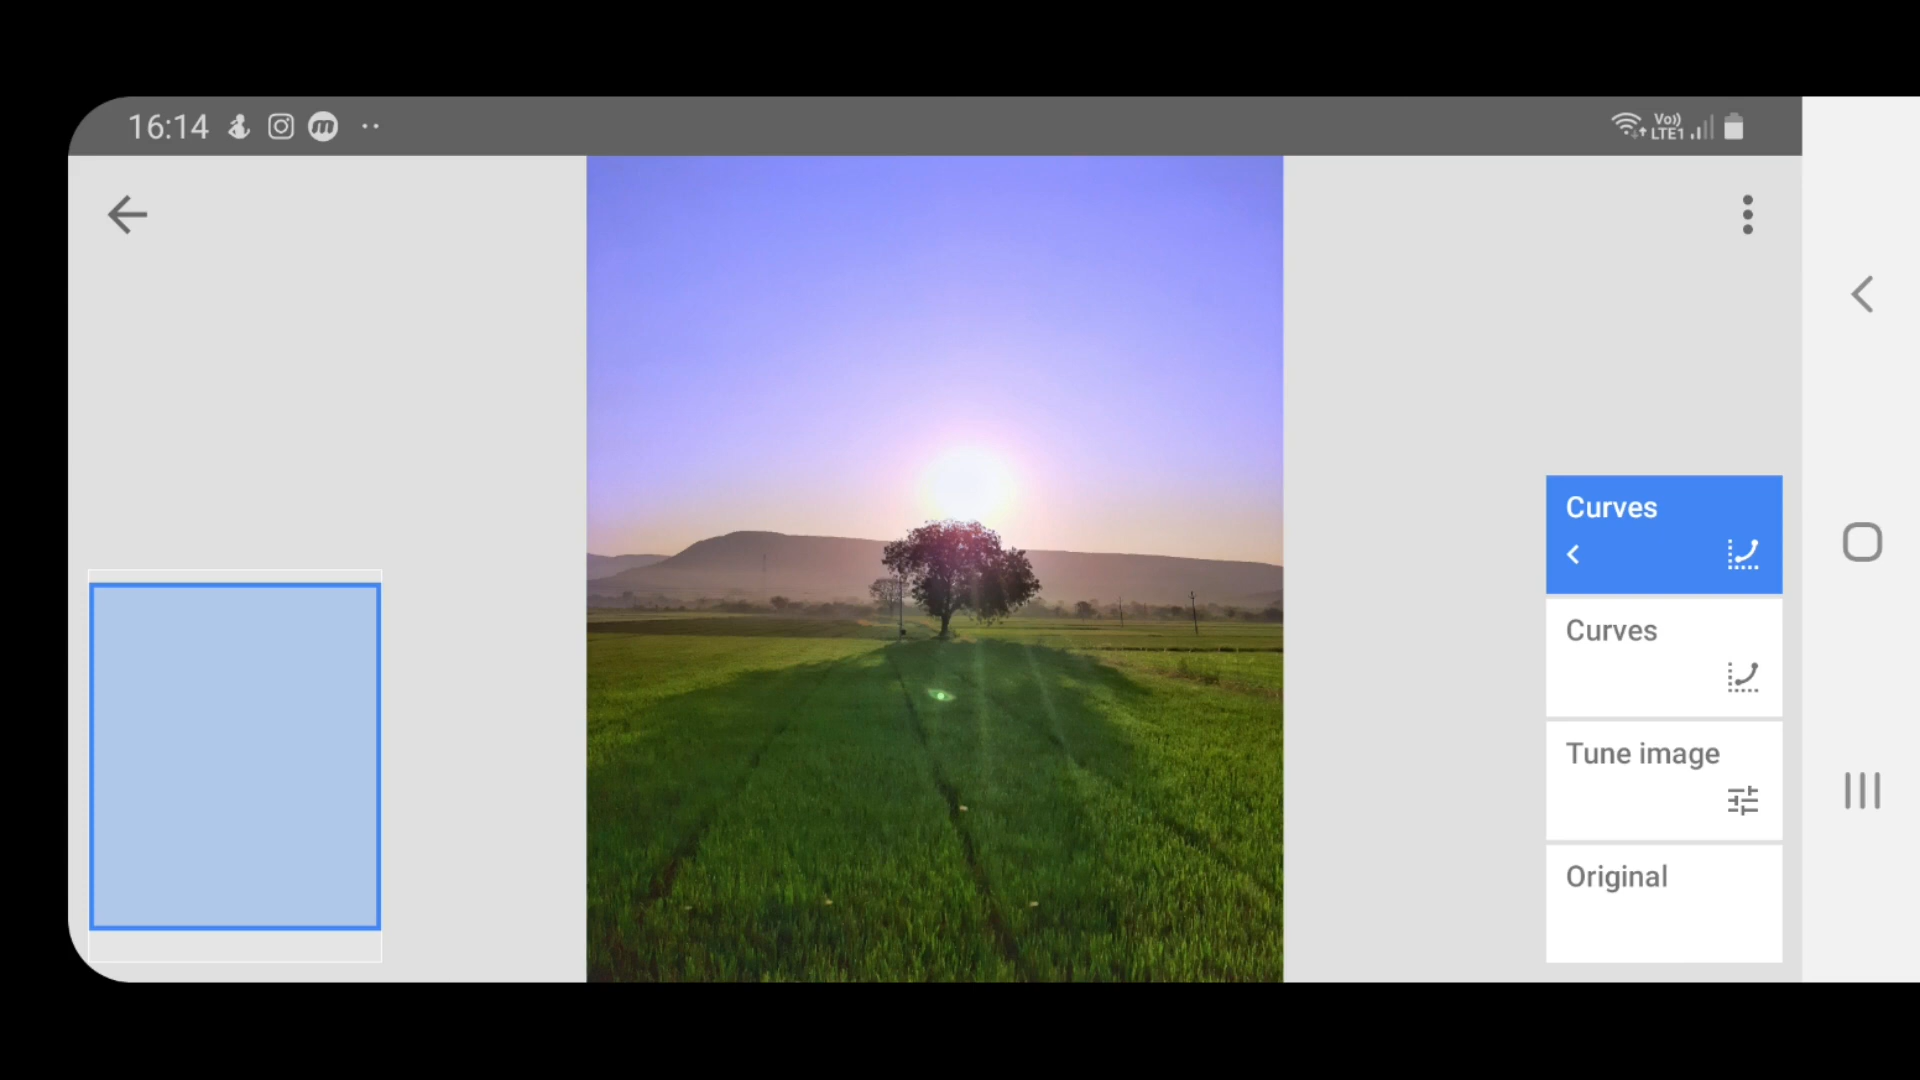 16:14
Vo))
LTE1
Curves
Curves
Tune image
Original